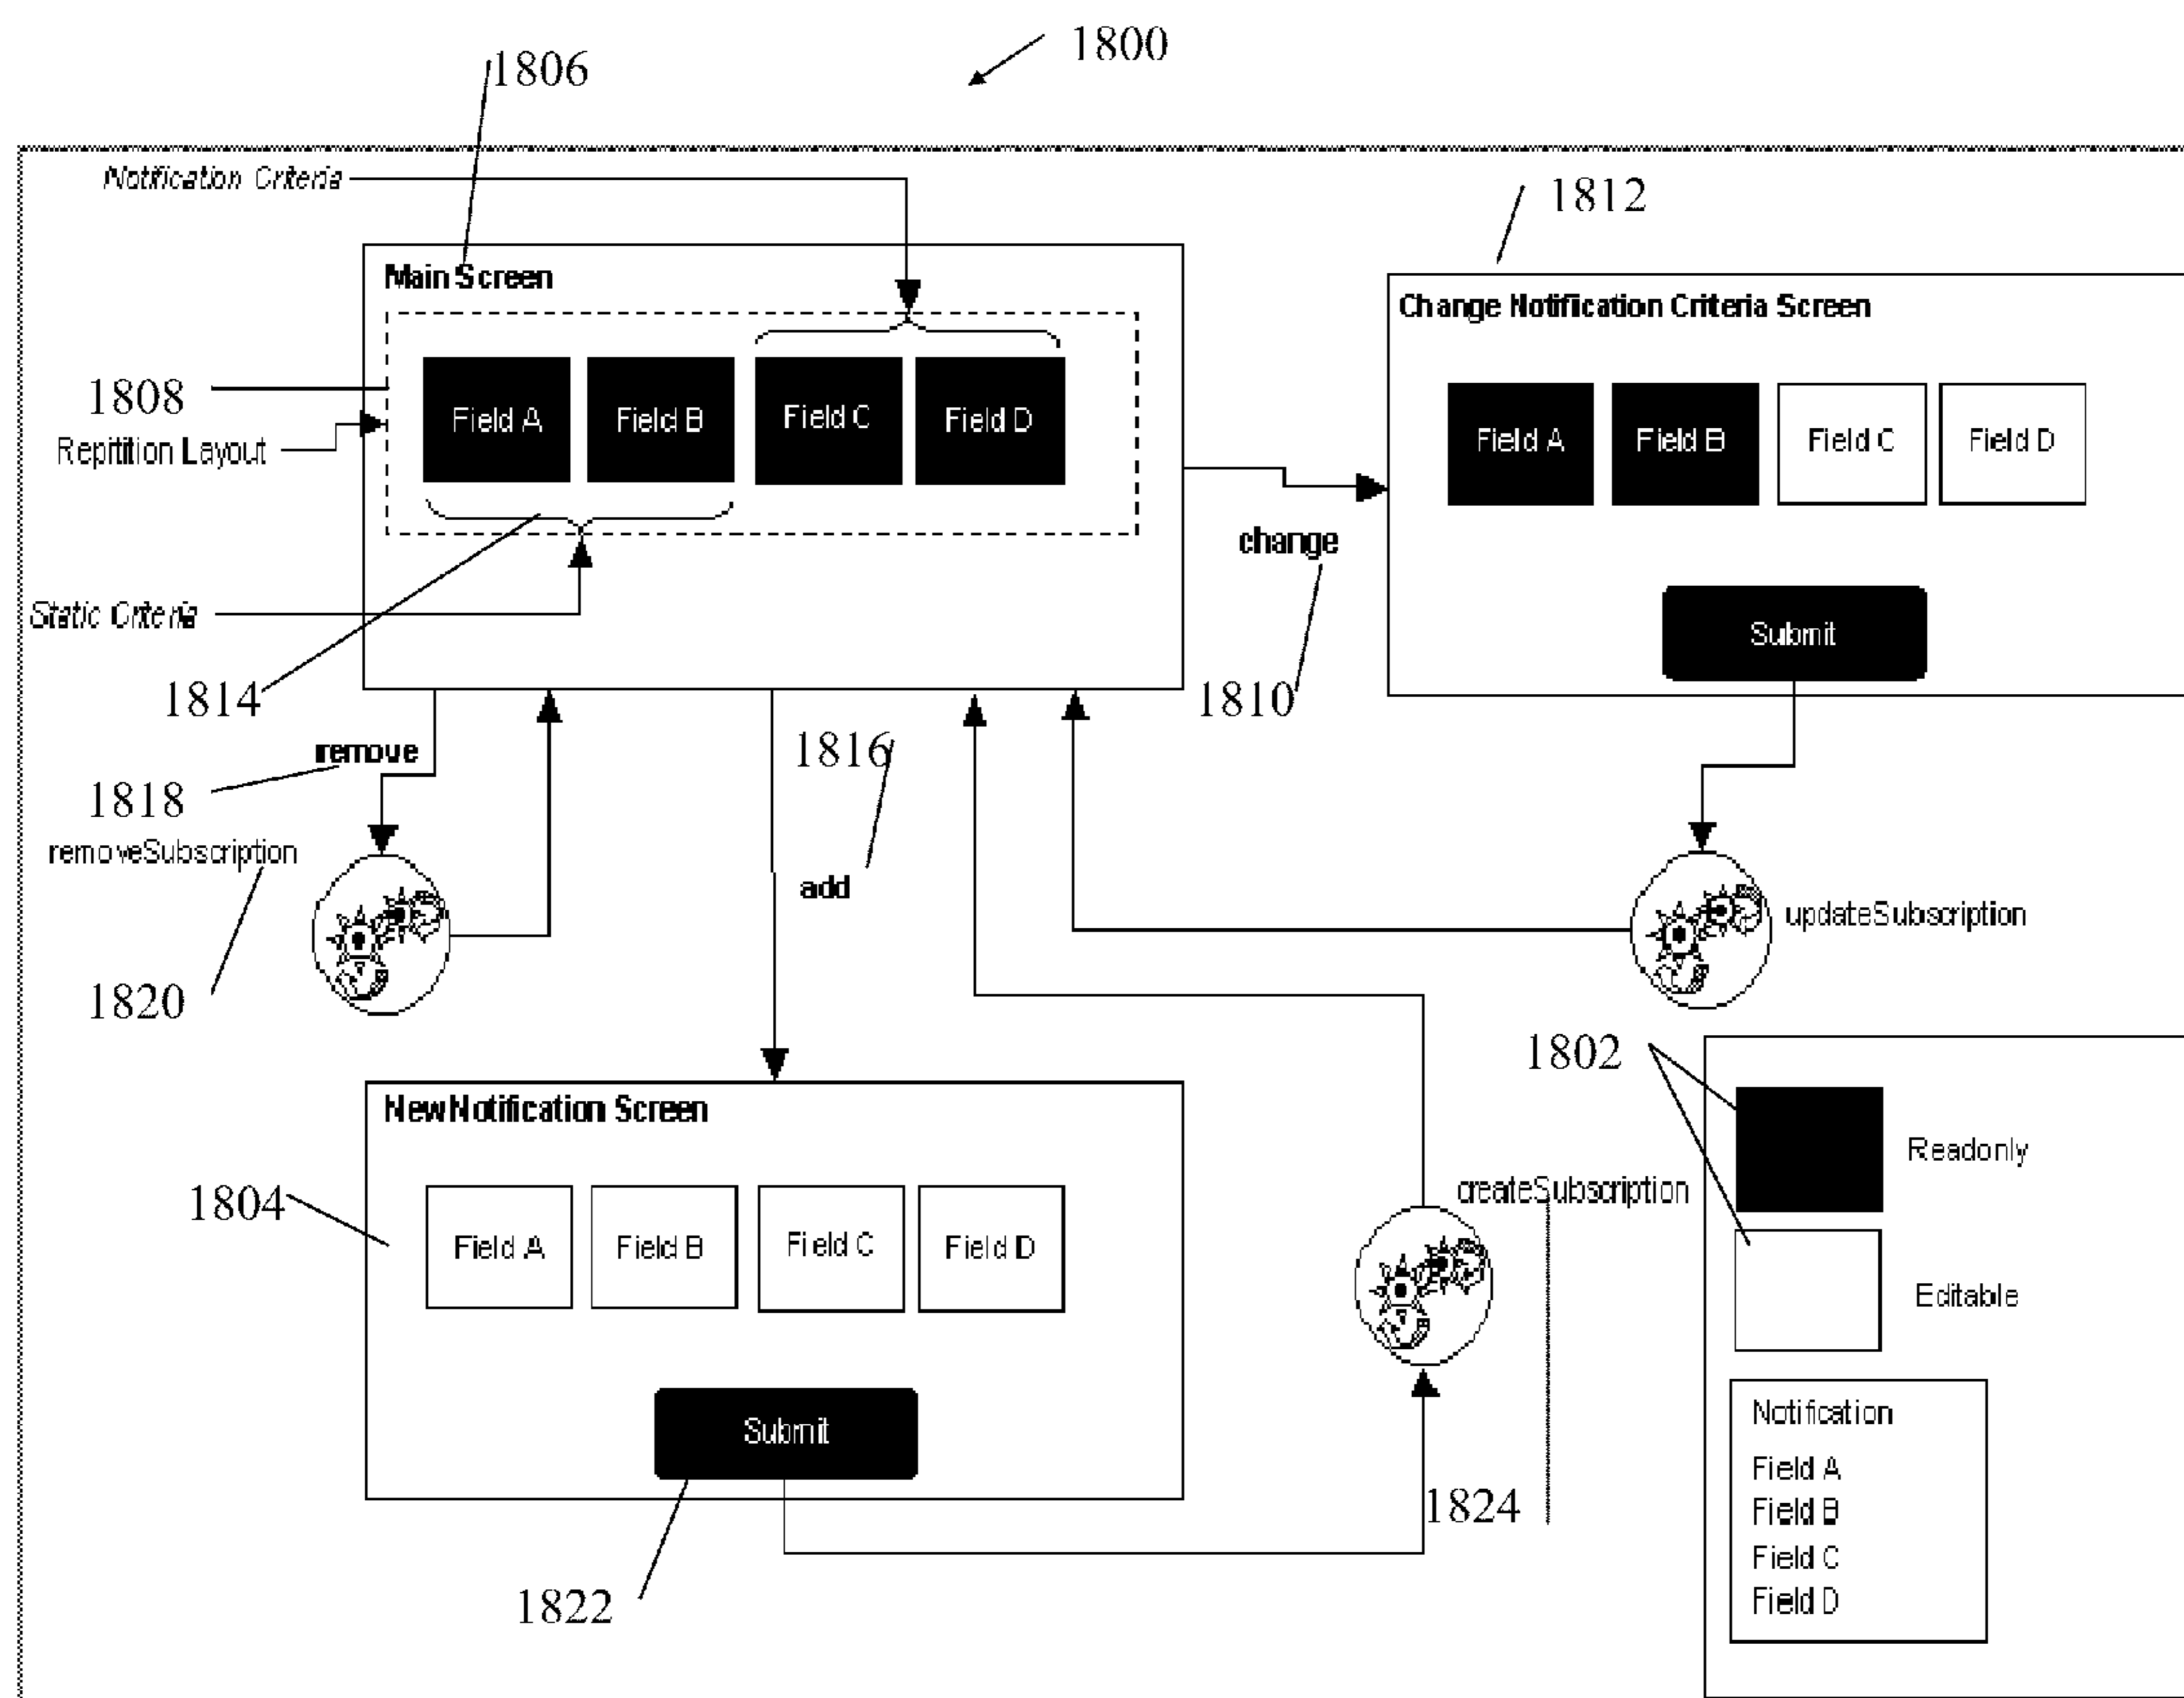 1800
1806
Notification Criteria
1812
Main Screen
Change Notification Criteria Screen
1808
Field A
Field B
Field C
Field D
Field A
Field B
Field C
Field D
Repitition Layout
change
Static Criteria
Submit
1814
1810
remove
1816
1818
removeSubscription
add
updateSubscription
1820
1802
New Notification Screen
Readonly
1804
createSubscription
Field A
Field B
Field C
Field D
Editable
Submit
Notification
Field A
1824
Field B
Field C
1822
Field D